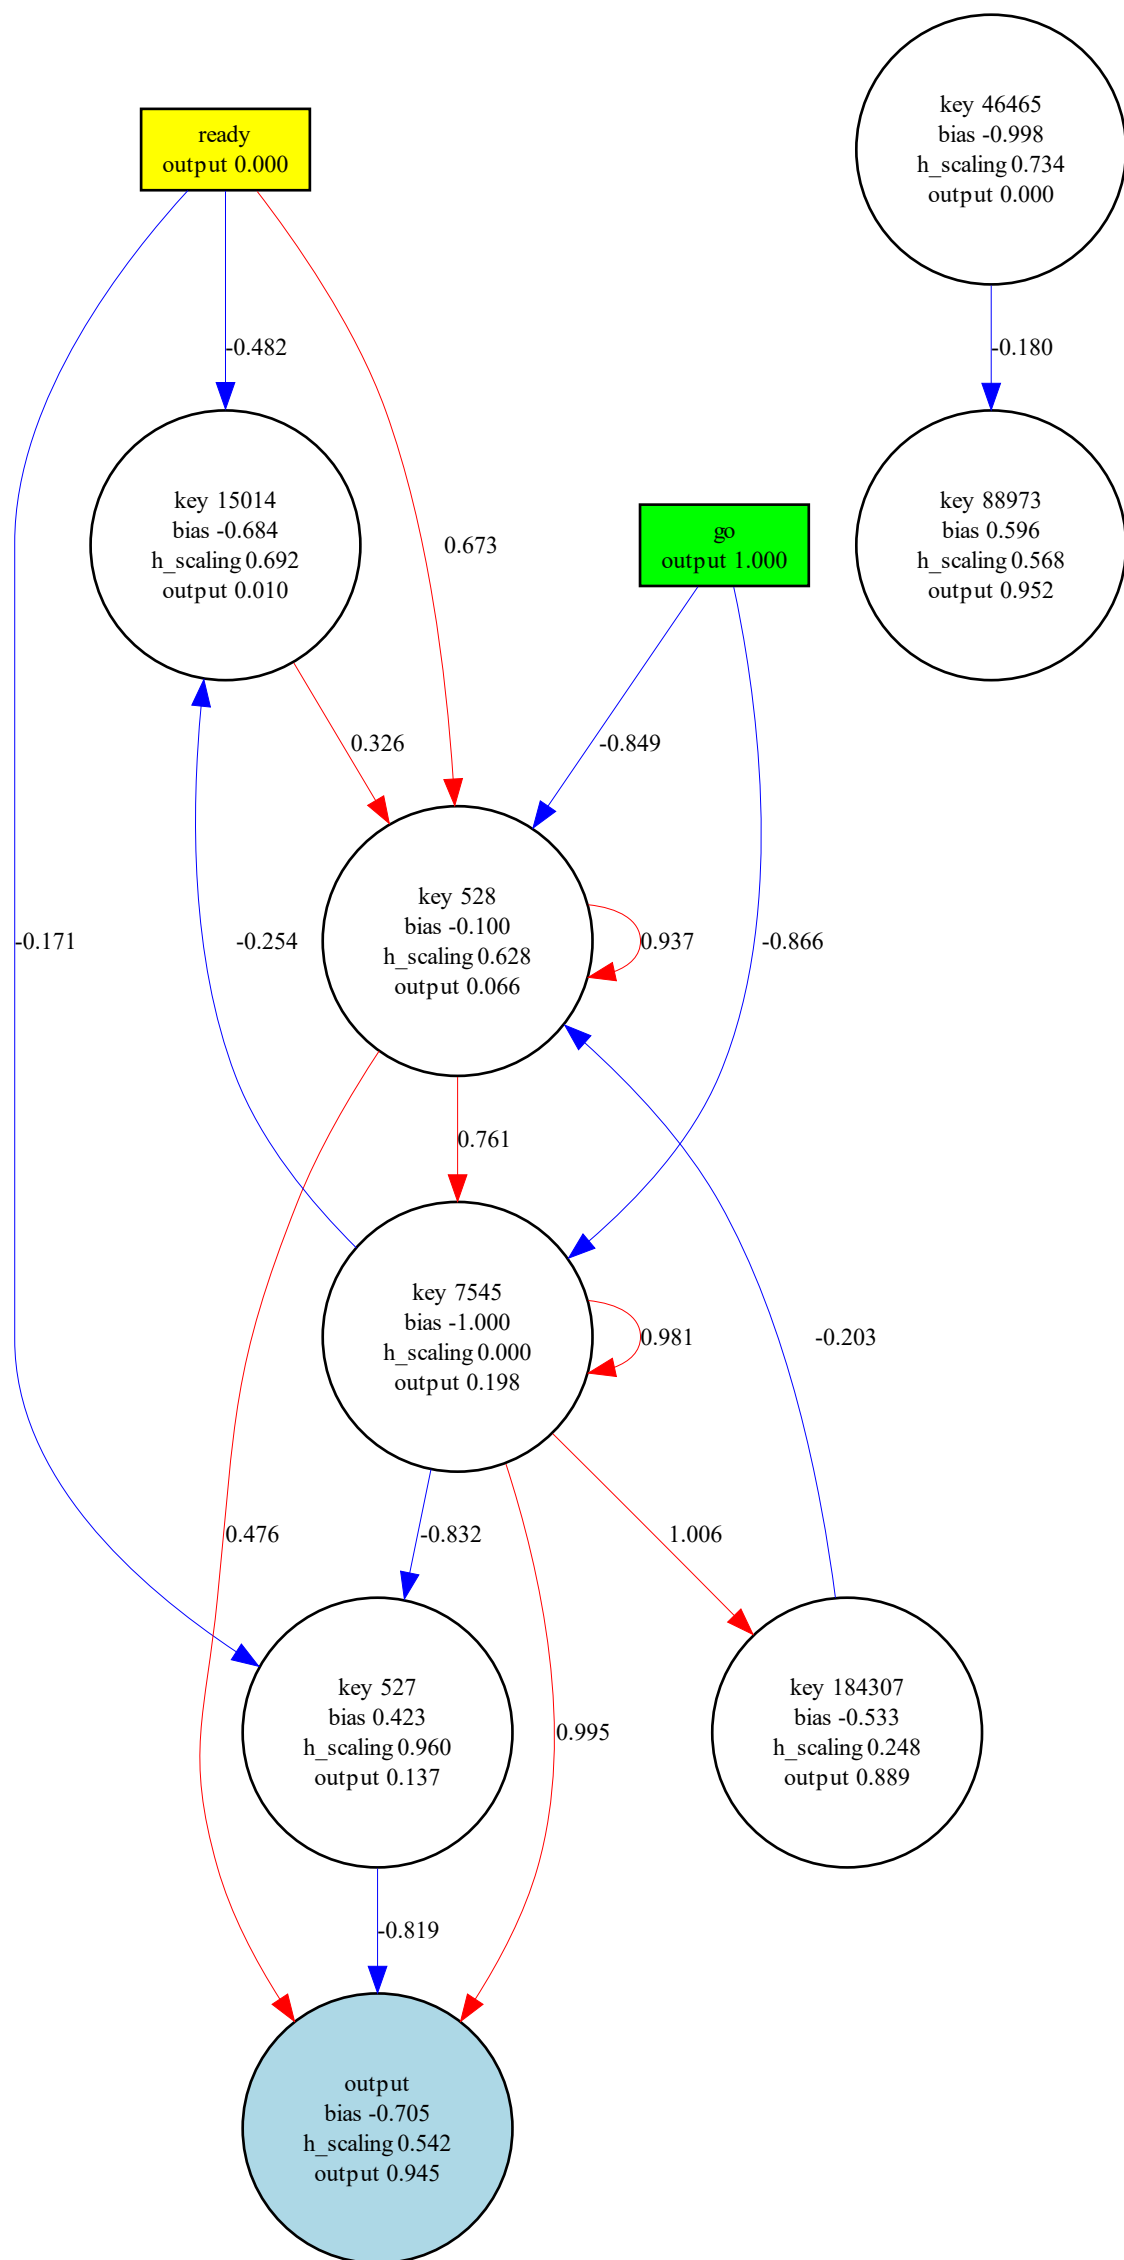 key 46465
bias -0.998
h_scaling 0.734
output 0.000
ready
output 0.000
-0.482
-0.180
key 15014
bias -0.684
h_scaling 0.692
output 0.010
0.673
go
output 1.000
key 88973
bias 0.596
h_scaling 0.568
output 0.952
0.326
-0.849
-0.171
-0.254
key 528
bias -0.100
h_scaling 0.628
output 0.066
0.937
-0.866
0.761
key 7545
bias -1.000
h_scaling 0.000
output 0.198
0.981
-0.203
0.476
-0.832
1.006
key 527
bias 0.423
h_scaling 0.960
output 0.137
0.995
key 184307
bias -0.533
h_scaling 0.248
output 0.889
-0.819
output
bias -0.705
h_scaling 0.542
output 0.945